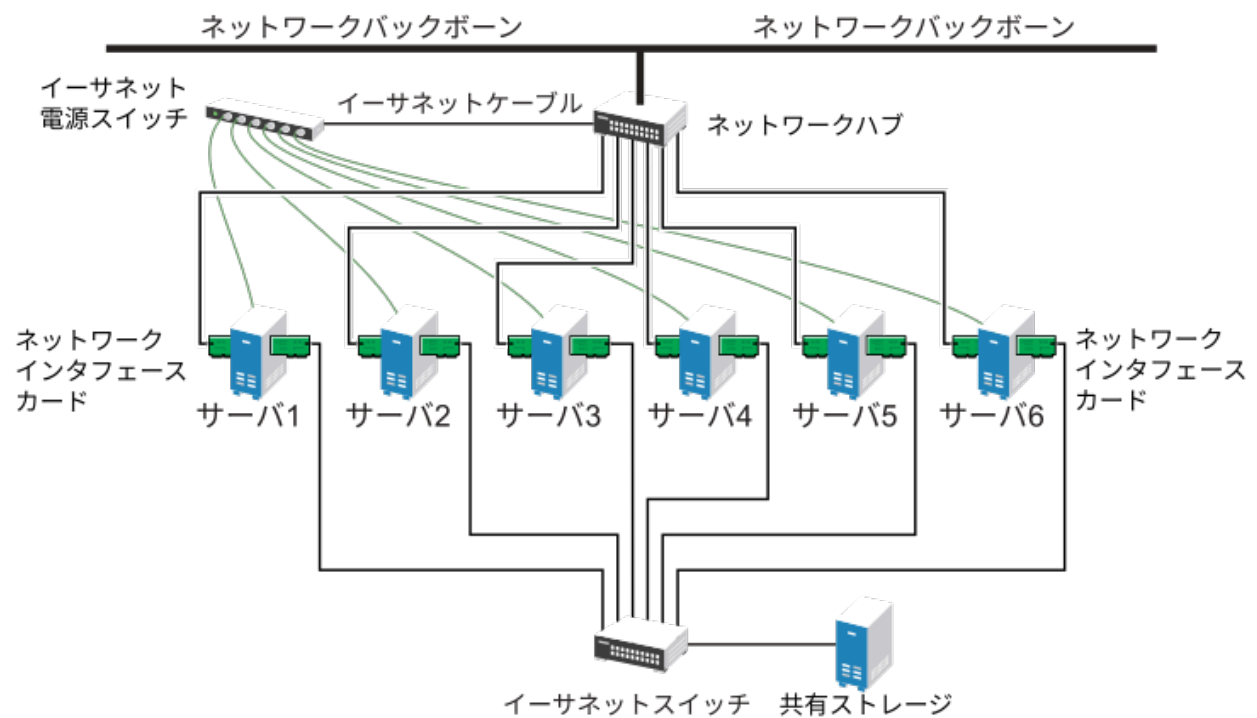 ネットワークバックボーン
ネットワークバックボーン
イーサネット
電源スイッチ
イーサネットケーブル
ネットワークハブ
ネットワーク
インタフェース
カード
サーバ1
サーバ2
サーバ3
サーバ4
サーバ5
サーバ6
ネットワーク
インタフェース
カード
イーサネットスイッチ
共有ストレージ